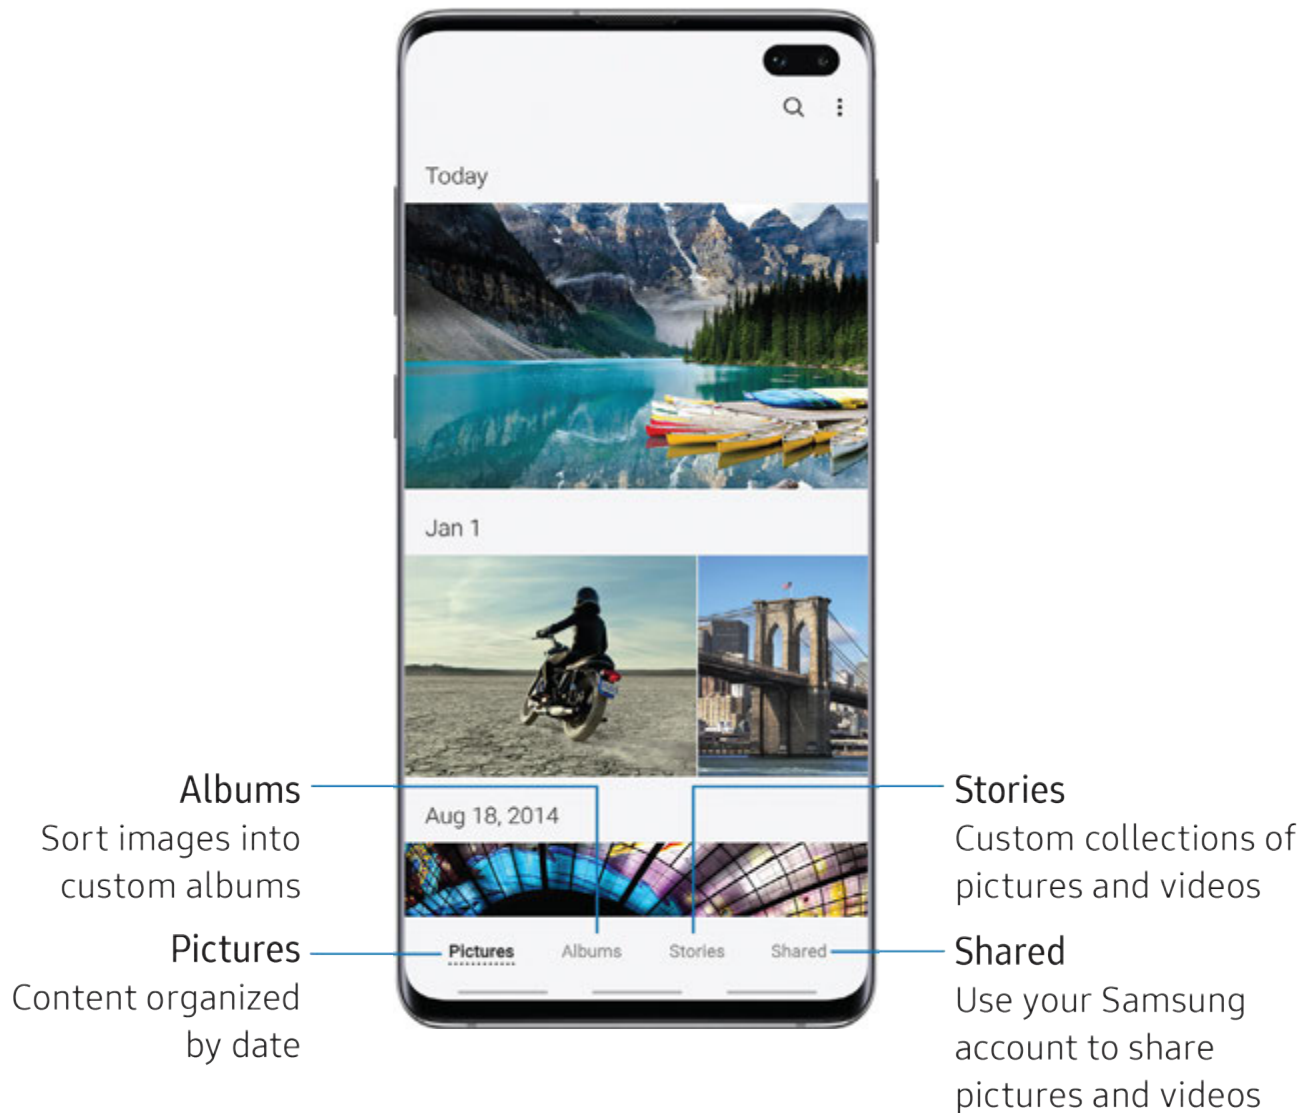 Today
Jan 1
Aug 18, 2014
Pictures Albums Stories Shared
Albums
Sort images into
custom albums
Pictures
Content organized
by date
Stories
Custom collections of
pictures and videos
Shared
Use your Samsung
account to share
pictures and videos